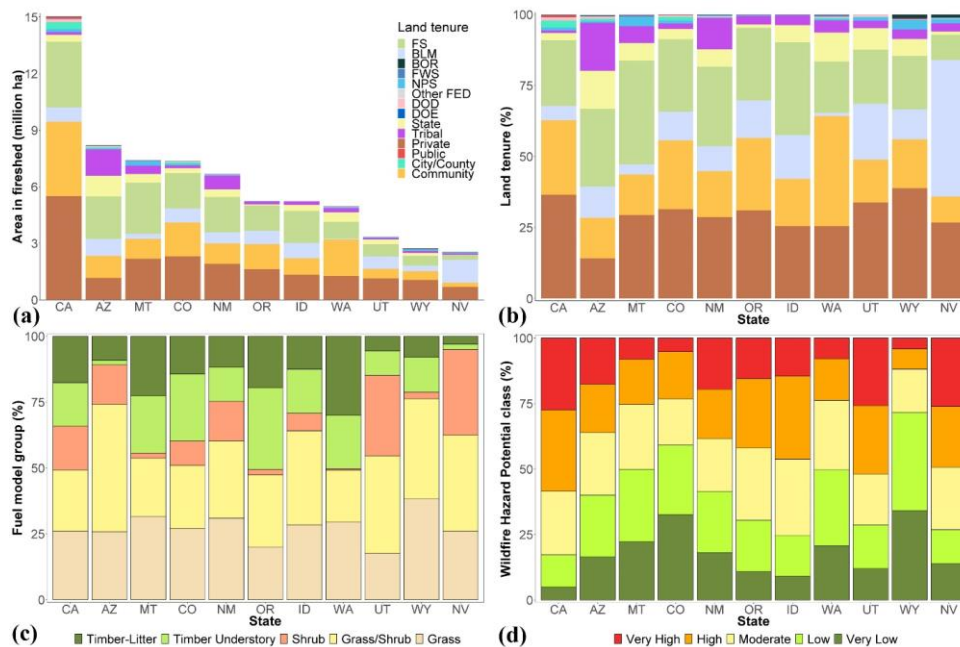 15
12
9
6
3
0
Area in fireshed (million ha)
Land tenure
FS
BLM
BOR
FWS
NPS
Other FED
DOD
DOE
State
Tribal
Private
Public
City/County
Community
CA AZ MT CO NM OR ID WA UT WY NV
State
(a)
100
75
50
25
0
Land tenure (%)
CA AZ MT CO NM OR ID WA UT WY NV
State
(b)
100
75
50
25
0
Fuel model group (%)
CA AZ MT CO NM OR ID WA UT WY NV
State
(c)
Timber-Litter Timber Understory Shrub Grass/Shrub Grass
100
75
50
25
0
Wildfire Hazard Potential class (%)
CA AZ MT CO NM OR ID WA UT WY NV
State
(d)
Very High High Moderate Low Very Low